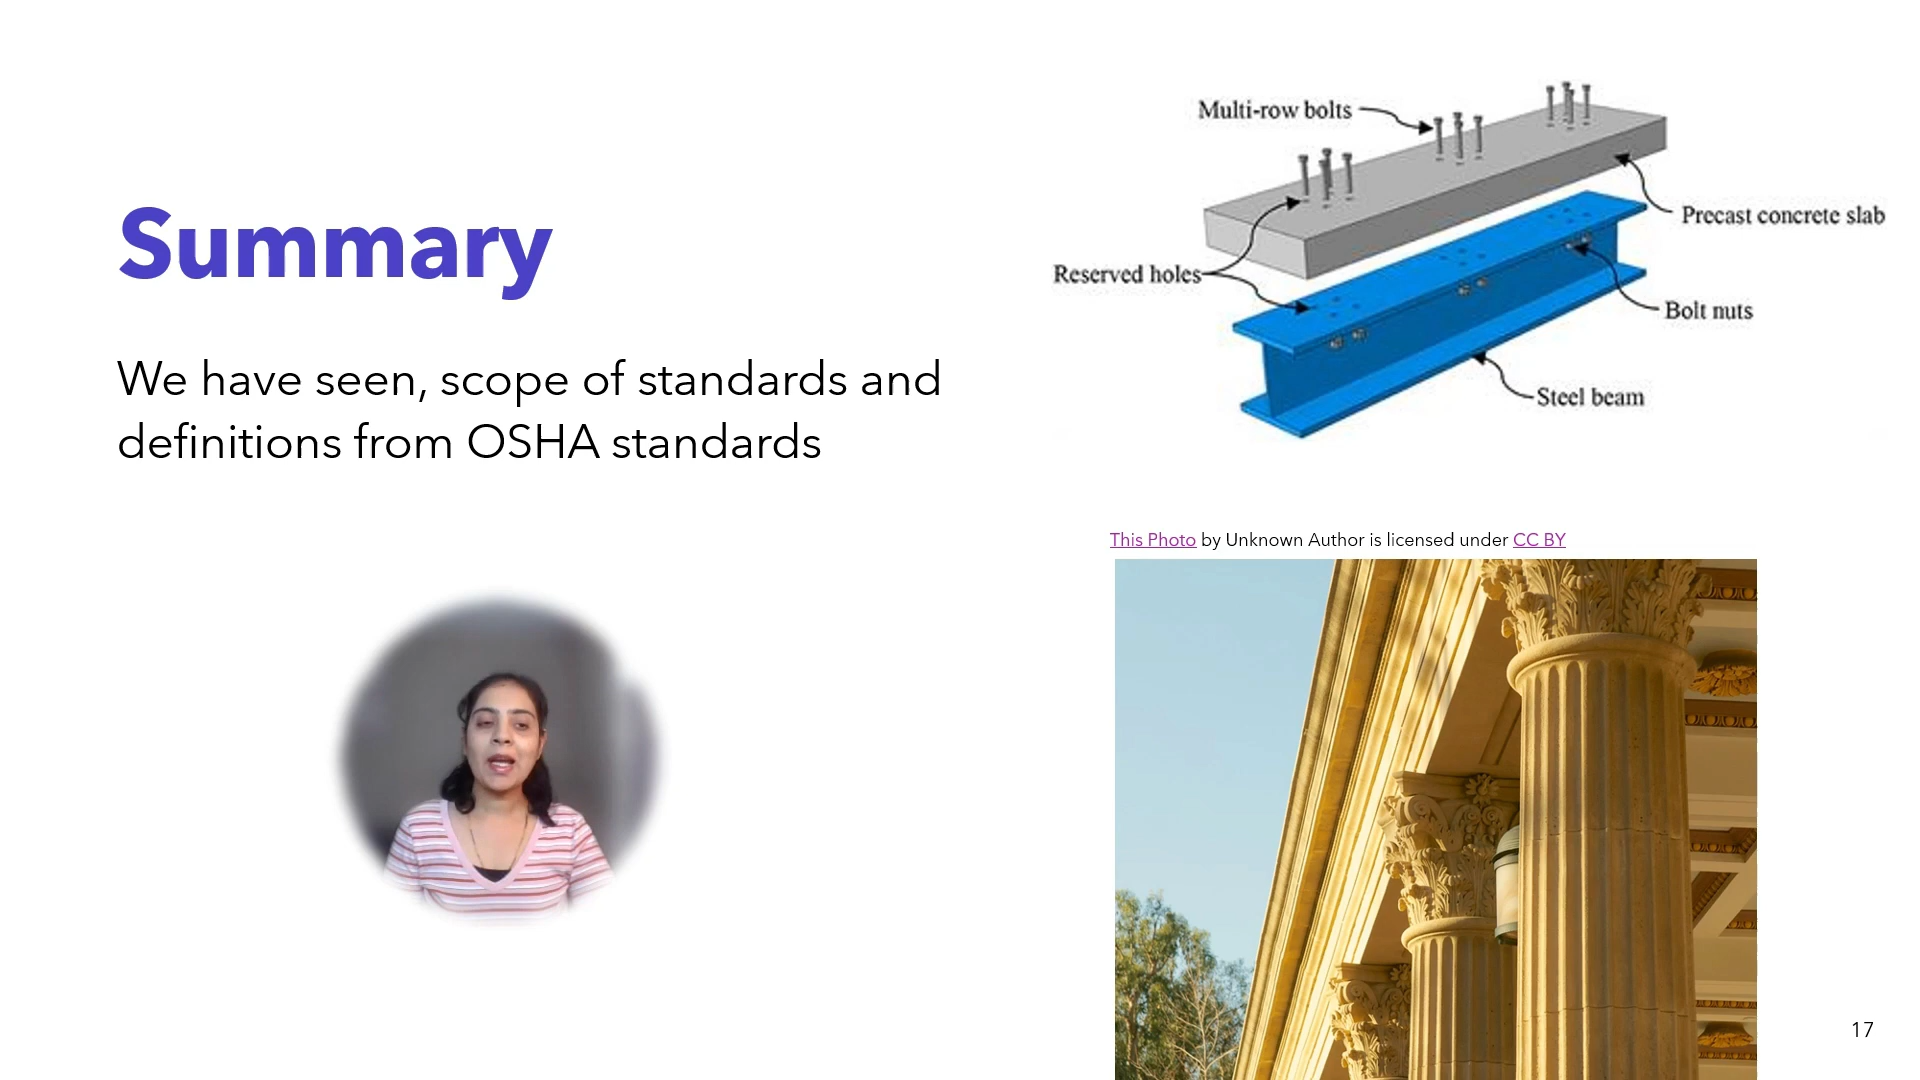 Summary
We have seen, scope of standards and
definitions from OSHA standards
Multi-row bolts
Precast concrete slab
Reserved holes
Bolt nuts
Steel beam
This Photo by Unknown Author is licensed under CC BY
17